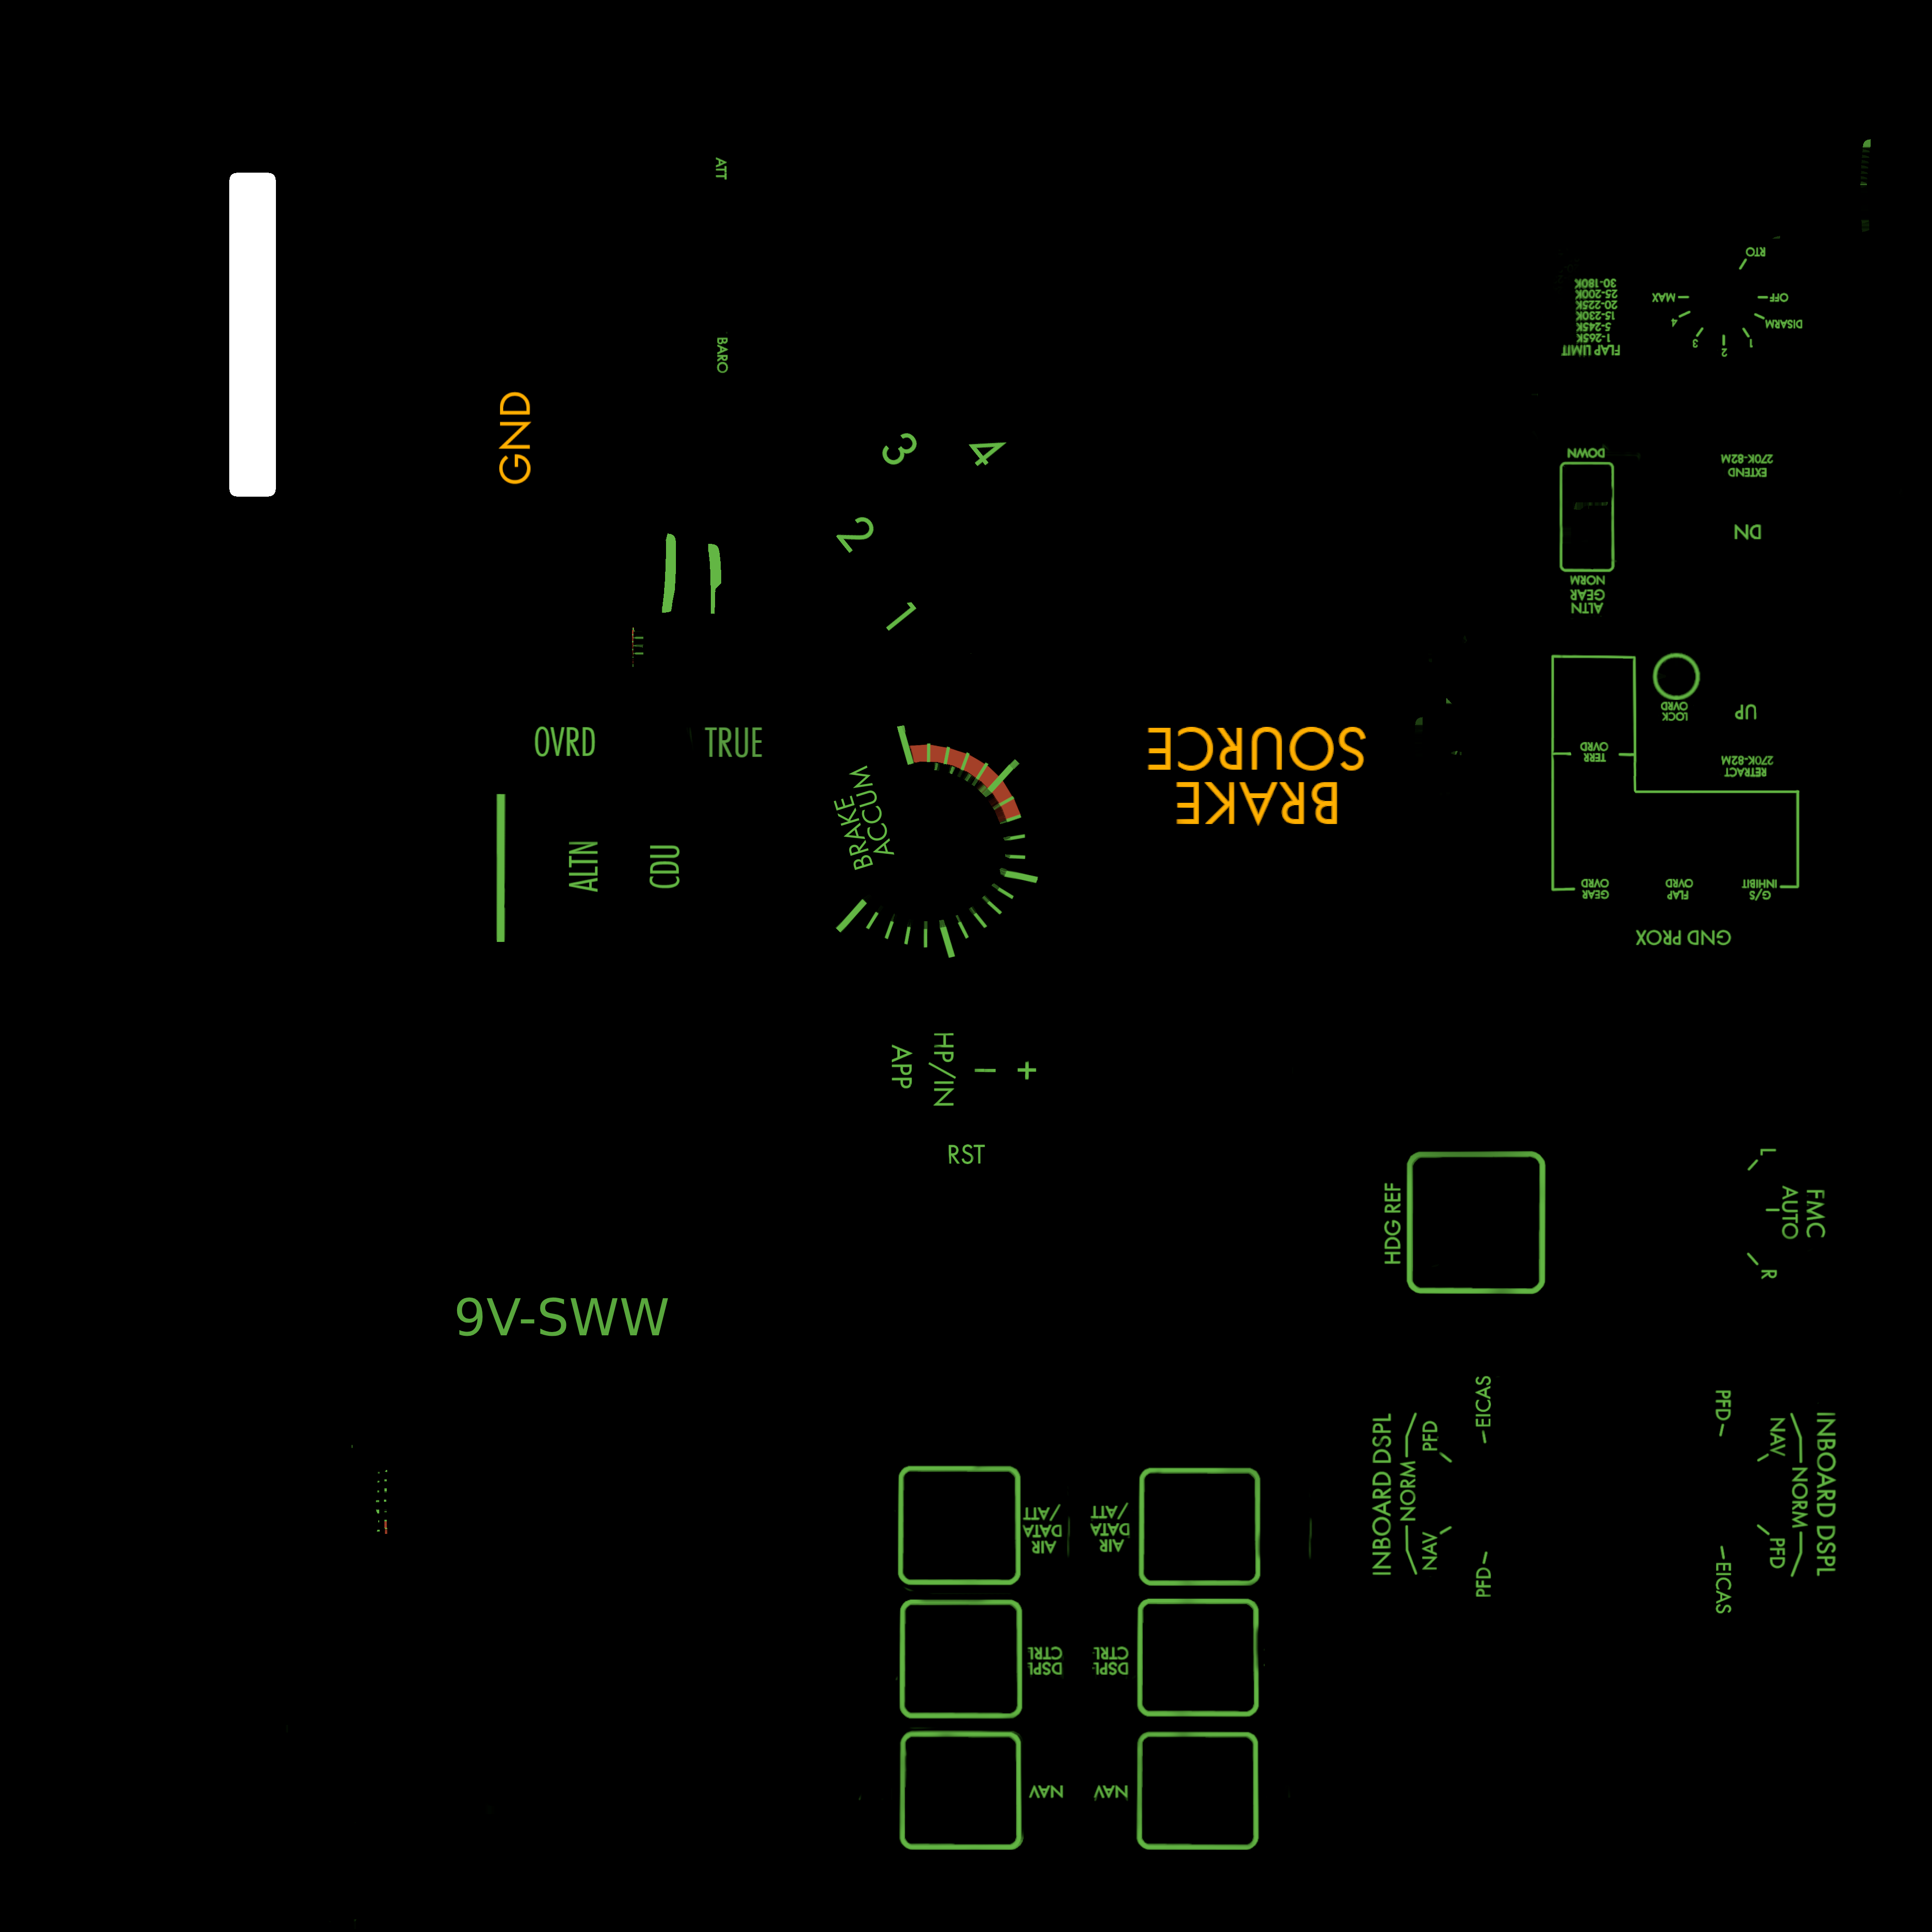 ATT
BARO
GND
3
4
2
1
OVRD
TRUE
ALTN
CDU
BRAKE
ACCUM
BRAKE
SOURCE
APP
HP/IN
-
+
RST
9V-SWW
RTO
OFF
DISARM
1
2
3
4
MAX
FLAP LIMIT
1-265K
5-245K
15-230K
20-225K
25-200K
30-180K
DOWN
ALTN
GEAR
NORM
EXTEND
270K-82M
DN
UP
RETRACT
270K-82M
LOCK
OVRD
TERR
OVRD
GEAR
OVRD
FLAP
OVRD
G/S
INHIBIT
GND PROX
HDG REF
L
FMC
AUTO
R
INBOARD DSPL
NORM
NAV
PFD
EICAS
PFD
INBOARD DSPL
NORM
PFD
NAV
PFD
EICAS
AIR
DATA
/ATT
AIR
DATA
/ATT
DSPL
CTRL
DSPL
CTRL
NAV
NAV